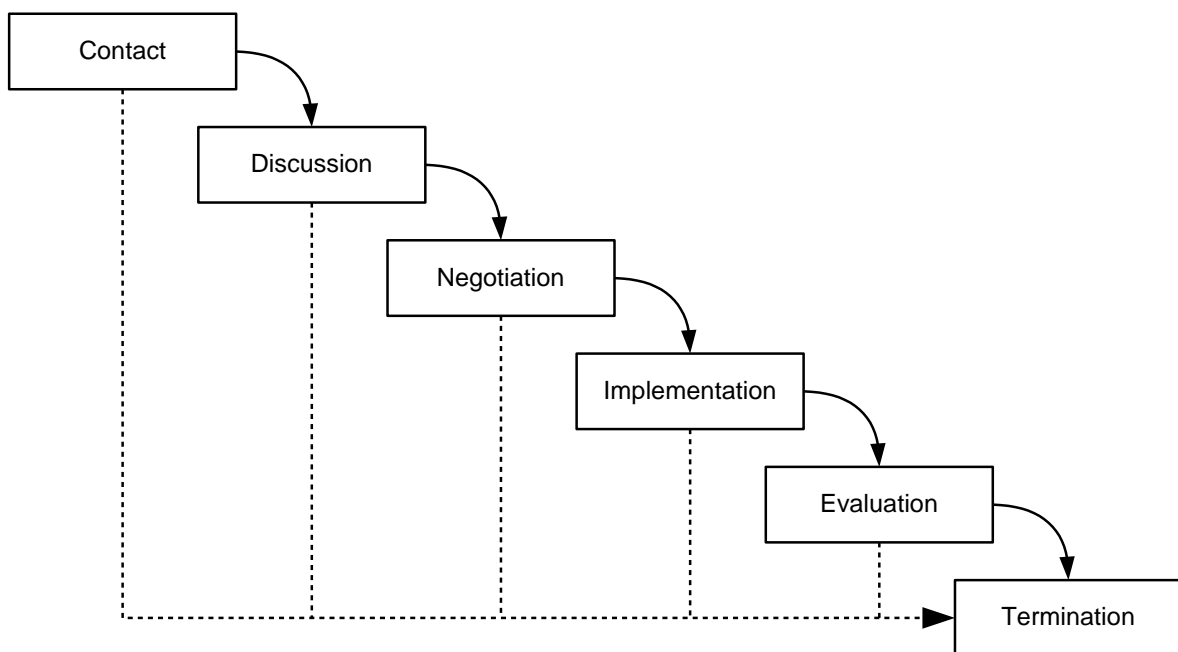 Contact
Discussion
Negotiation
Implementation
Evaluation
Termination